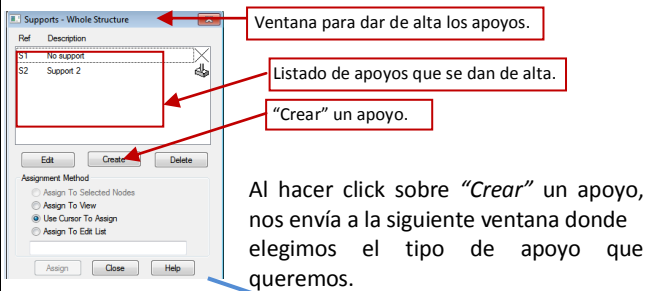 Supports - Whole Structure
Ventana para dar de alta los apoyos.
Ref Description
S1 No support
S2 Support 2
Listado de apoyos que se dan de alta.
“Crear” un apoyo.
Edit Create Delete
Assignment Method
Assign To Selected Nodes
Assign To View
Use Cursor To Assign
Assign To Edit List
Assign Close Help
Al hacer click sobre “Crear” un apoyo,
nos envía a la siguiente ventana donde
elegimos el tipo de apoyo que
queremos.